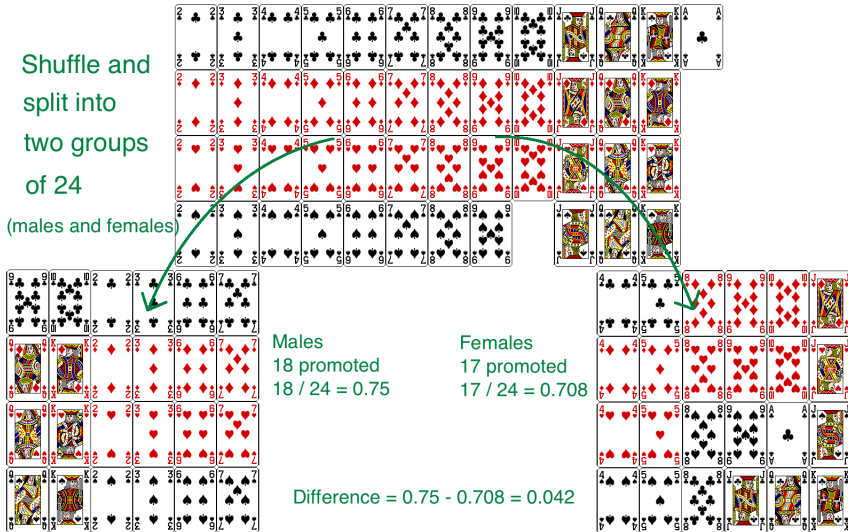 Shuffle and
split into
two groups
of 24
(males and females)
Males
18 promoted
18 / 24 = 0.75
Females
17 promoted
17 / 24 = 0.708
Difference = 0.75 - 0.708 = 0.042